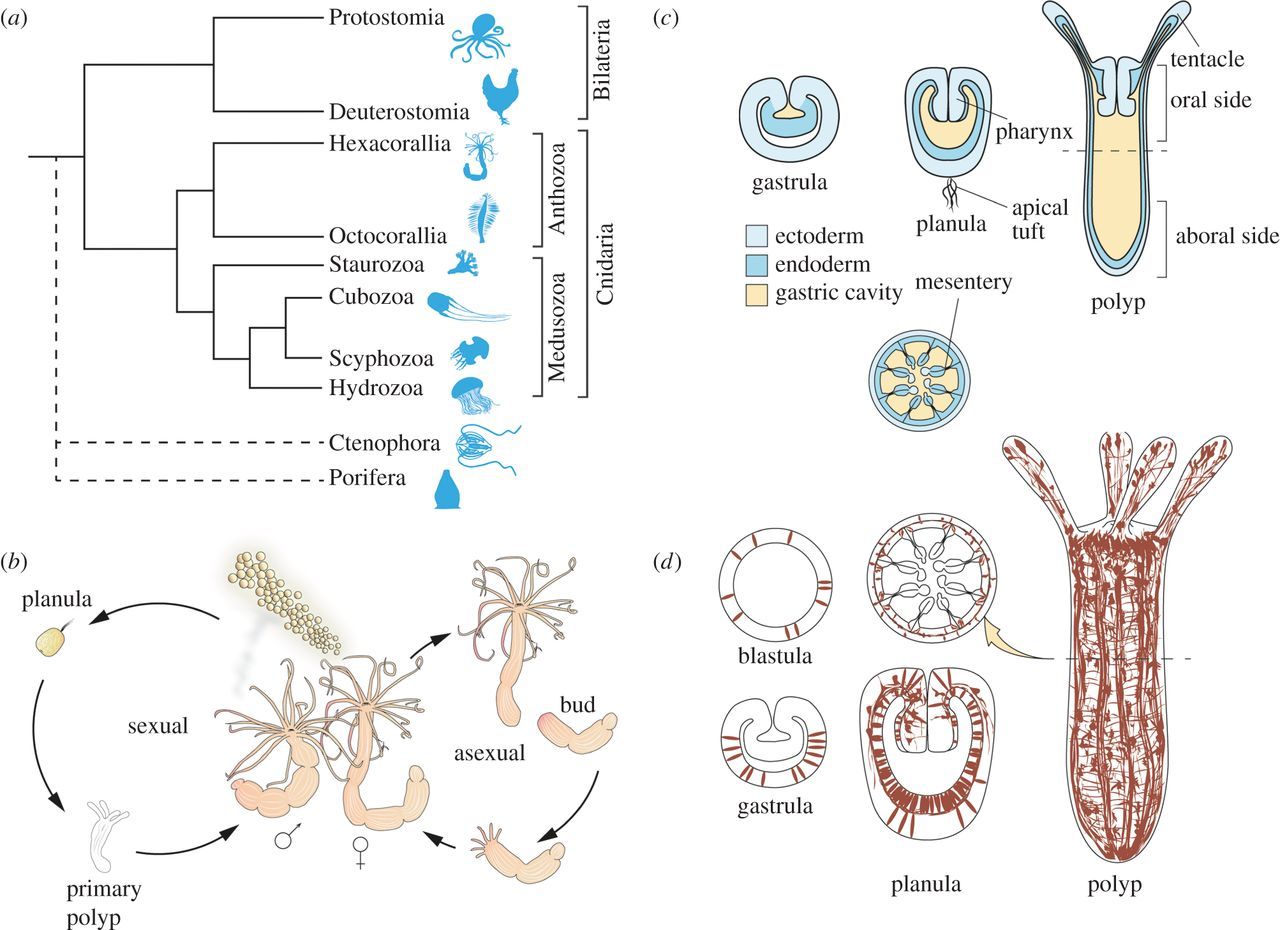 (a)
Protostomia
Deuterostomia
Bilateria
Hexacorallia
Octocorallia
Anthozoa
Staurozoa
Cubozoa
Scyphozoa
Hydrozoa
Medusozoa
Cnidaria
Ctenophora
Porifera
(b)
planula
sexual
primary
polyp
♂
♀
asexual
bud
(c)
gastrula
planula
pharynx
apical
tuft
tentacle
oral side
aboral side
polyp
ectoderm
endoderm
gastric cavity
mesentery
(d)
blastula
gastrula
planula
polyp